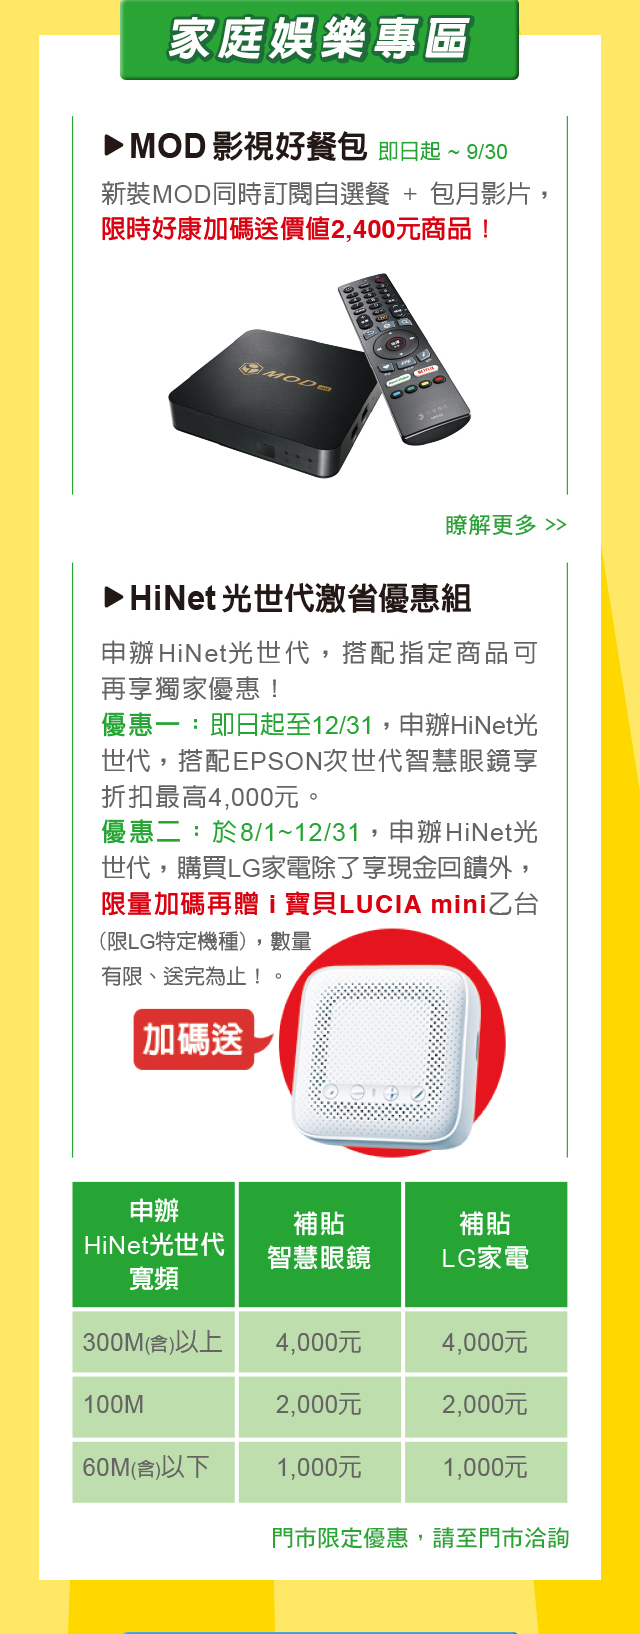 家庭娛樂專區
▶MOD影視好餐包 即日起 ~ 9/30
新裝MOD同時訂閱自選餐 + 包月影片，
限時好康加碼送價值2,400元商品！
MOD
瞭解更多 >>
▶HiNet光世代激省優惠組
申辦HiNet光世代，搭配指定商品可
再享獨家優惠！
優惠一：即日起至12/31，申辦HiNet光
世代，搭配EPSON次世代智慧眼鏡享
折扣最高4,000元。
優惠二：於8/1~12/31，申辦HiNet光
世代，購買LG家電除了享現金回饋外，
限量加碼再贈 i 寶貝LUCIA mini乙台
(限LG特定機種)，數量
有限、送完為止！。
加碼送
申辦
HiNet光世代
寬頻
補貼
智慧眼鏡
補貼
LG家電
300M(含)以上 4,000元 4,000元
100M 2,000元 2,000元
60M(含)以下 1,000元 1,000元
門市限定優惠，請至門市洽詢